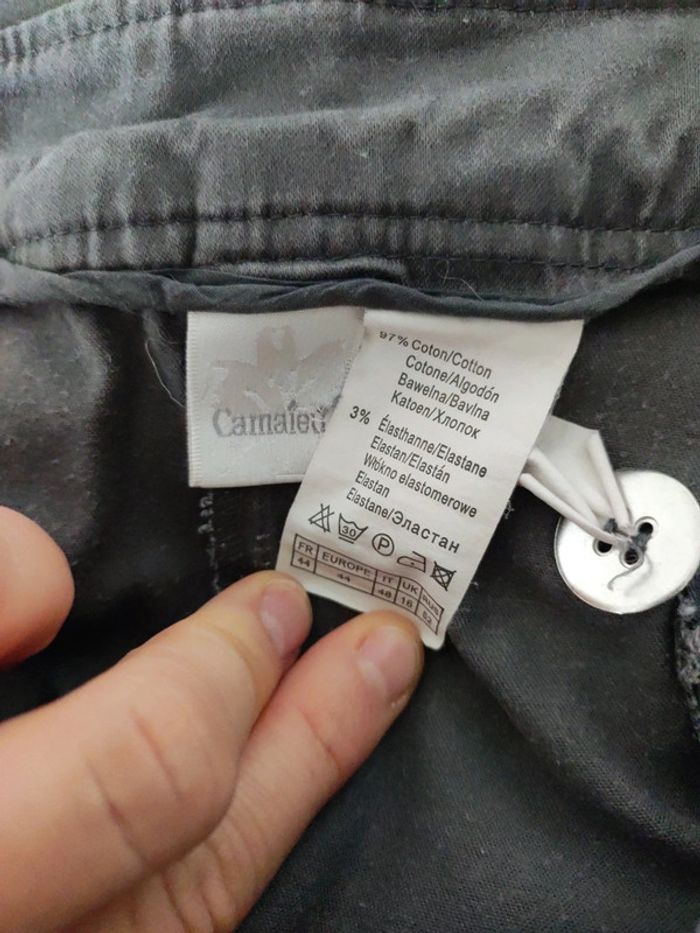 Camaïeu
97% Coton/Cotton
Cotone/Algodón
Bawełna/Bavlna
Katoen/Хлопок
3% Élasthanne/Elastane
Elastan/Elastán
Włókno elastomerowe
Elastan
Elastane/Эластан
30 P
FR EUROPE IT UK RUS
44 44 48 16 52